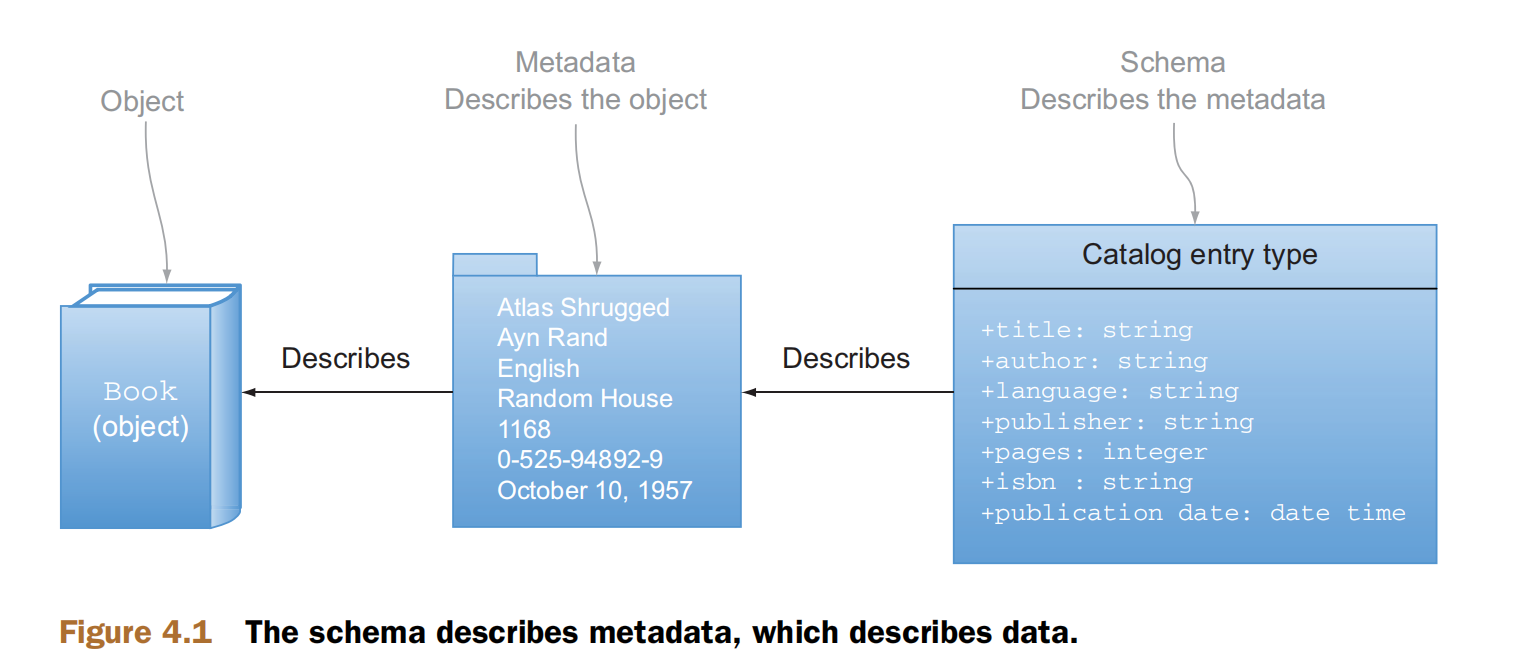 Object
Metadata
Describes the object
Schema
Describes the metadata
Book
(object)
Describes
Atlas Shrugged
Ayn Rand
English
Random House
1168
0-525-94892-9
October 10, 1957
Describes
Catalog entry type
+title: string
+author: string
+language: string
+publisher: string
+pages: integer
+isbn : string
+publication date: date time
Figure 4.1 The schema describes metadata, which describes data.